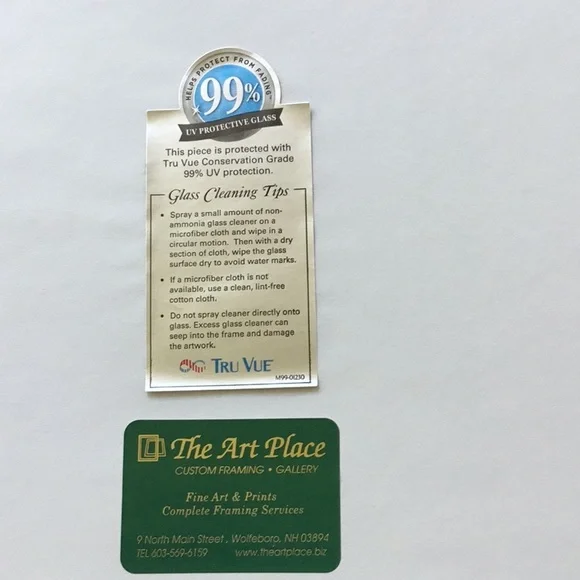 HELPS PROTECT FROM FADING™
99%
UV PROTECTIVE GLASS
This piece is protected with
Tru Vue Conservation Grade
99% UV protection.
Glass Cleaning Tips
• Spray a small amount of non-
ammonia glass cleaner on a
microfiber cloth and wipe in a
circular motion. Then with a dry
section of cloth, wipe the glass
surface dry to avoid water marks.
• If a microfiber cloth is not
available, use a clean, lint-free
cotton cloth.
• Do not spray cleaner directly onto
glass. Excess glass cleaner can
seep into the frame and damage
the artwork.
TRU VUE
M99-01230
The Art Place
CUSTOM FRAMING • GALLERY
Fine Art & Prints
Complete Framing Services
9 North Main Street, Wolfeboro, NH 03894
TEL 603-569-6159 www.theartplace.biz